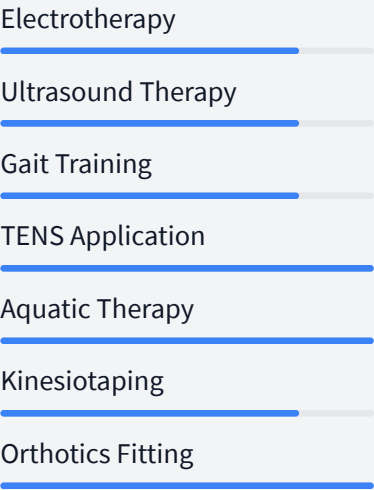 Electrotherapy
Ultrasound Therapy
Gait Training
TENS Application
Aquatic Therapy
Kinesiotaping
Orthotics Fitting